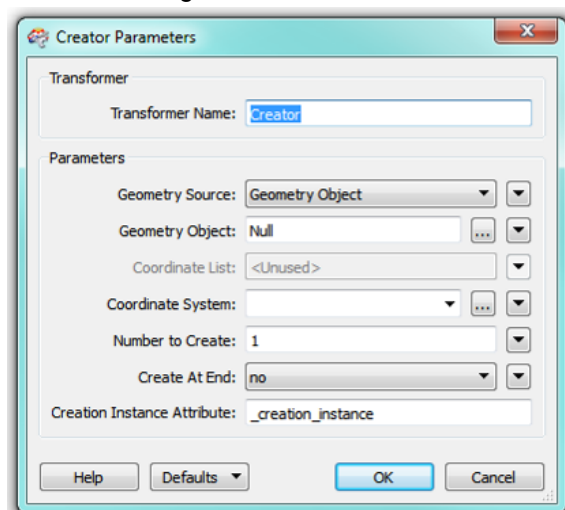 Creator Parameters
Transformer
Transformer Name: Creator
Parameters
Geometry Source: Geometry Object
Geometry Object: Null ...
Coordinate List: <Unused>
Coordinate System: ...
Number to Create: 1
Create At End: no
Creation Instance Attribute: _creation_instance
Help Defaults OK Cancel